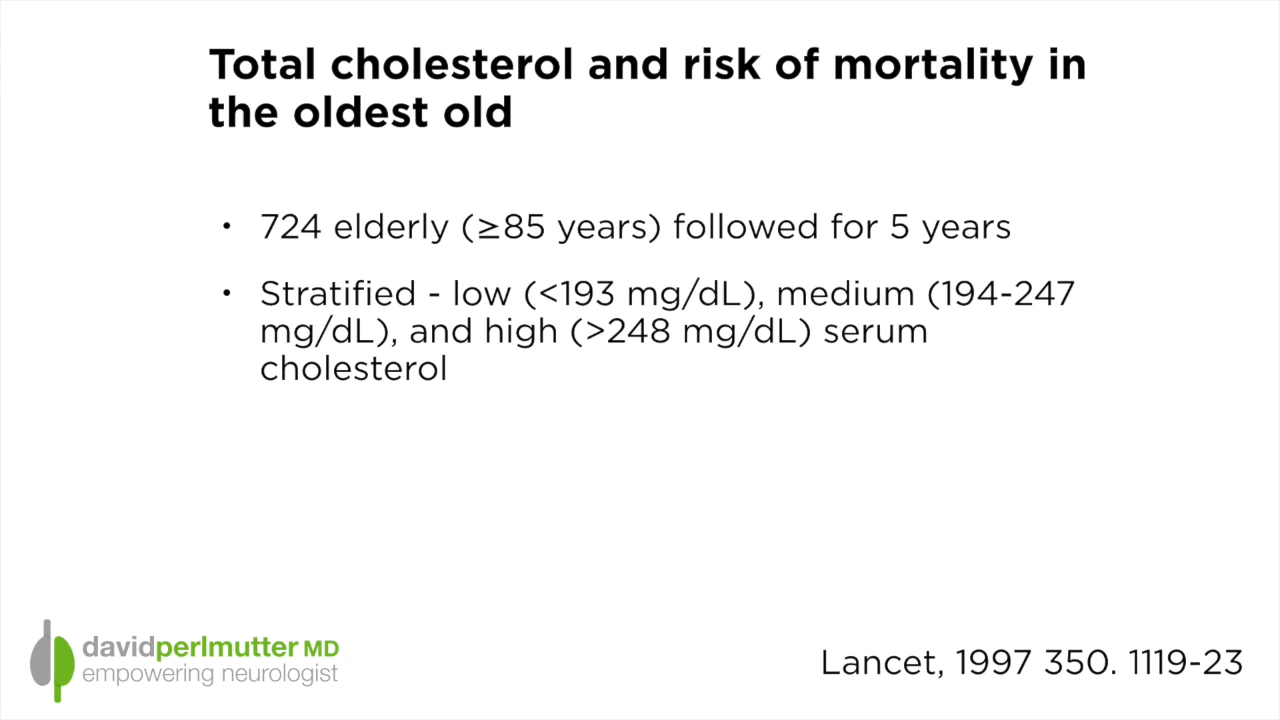 Total cholesterol and risk of mortality in
the oldest old
• 724 elderly (≥85 years) followed for 5 years
• Stratified - low (<193 mg/dL), medium (194-247
mg/dL), and high (>248 mg/dL) serum
cholesterol
davidperlmutter MD
empowering neurologist
Lancet, 1997 350. 1119-23